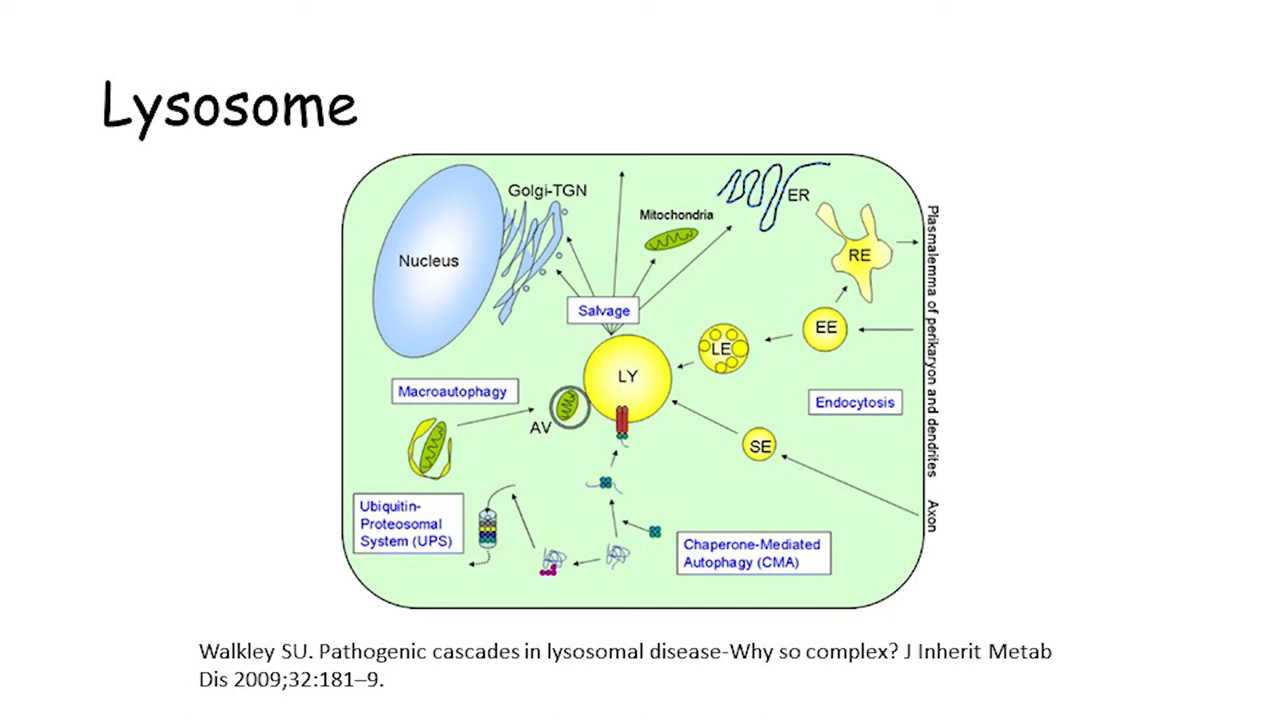 Lysosome
Golgi-TGN
ER
Mitochondria
Nucleus
RE
Salvage
EE
LE
LY
Macroautophagy
AV
Endocytosis
SE
Ubiquitin-
Proteosomal
System (UPS)
Chaperone-Mediated
Autophagy (CMA)
Plasmalemma of perikaryon and dendrites
Axon
Walkley SU. Pathogenic cascades in lysosomal disease-Why so complex? J Inherit Metab
Dis 2009;32:181–9.